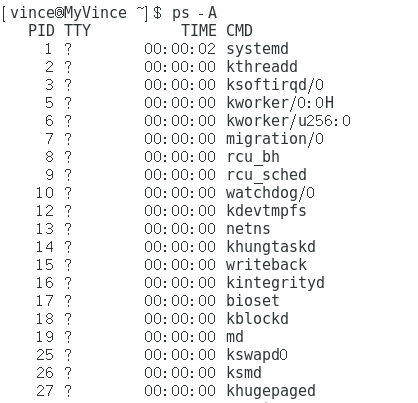 [vince@MyVince ~]$ ps -A
PID TTY TIME CMD
1 ? 00:00:02 systemd
2 ? 00:00:00 kthreadd
3 ? 00:00:00 ksoftirqd/0
5 ? 00:00:00 kworker/0:0H
6 ? 00:00:00 kworker/u256:0
7 ? 00:00:00 migration/0
8 ? 00:00:00 rcu_bh
9 ? 00:00:00 rcu_sched
10 ? 00:00:00 watchdog/0
12 ? 00:00:00 kdevtmpfs
13 ? 00:00:00 netns
14 ? 00:00:00 khungtaskd
15 ? 00:00:00 writeback
16 ? 00:00:00 kintegrityd
17 ? 00:00:00 bioset
18 ? 00:00:00 kblockd
19 ? 00:00:00 md
25 ? 00:00:00 kswapd0
26 ? 00:00:00 ksmd
27 ? 00:00:00 khugepaged